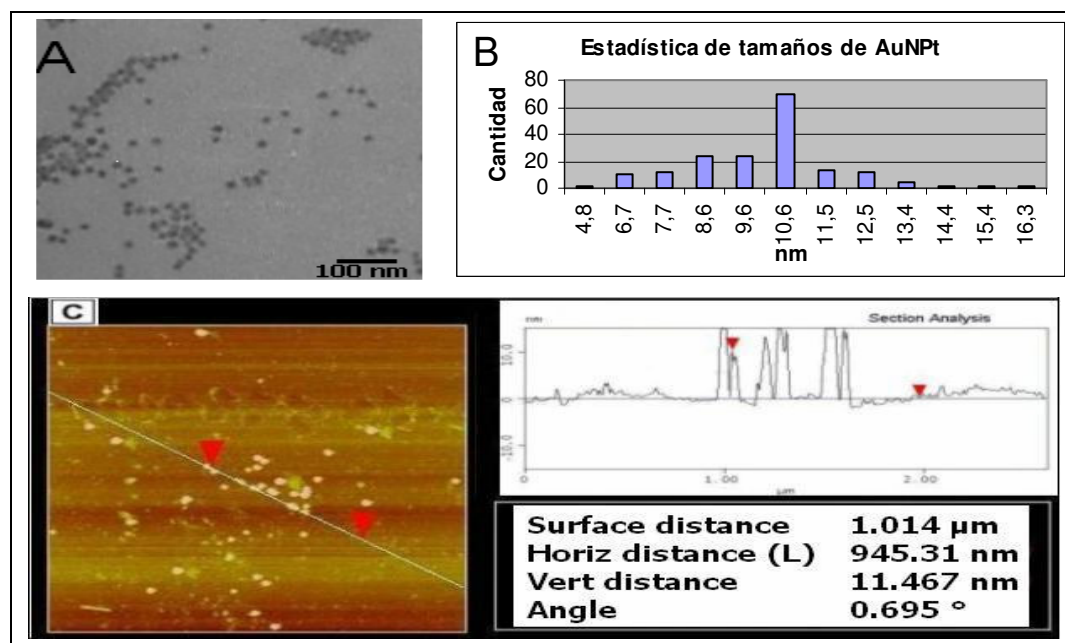 A
100 nm
B
Estadística de tamaños de AuNPt
Cantidad
80
60
40
20
0
4,8
6,7
7,7
8,6
9,6
10,6
11,5
12,5
13,4
14,4
15,4
16,3
nm
C
nm
Section Analysis
10.0
0
-10.0
0
1.00
2.00
µm
Surface distance 1.014 µm
Horiz distance (L) 945.31 nm
Vert distance 11.467 nm
Angle 0.695 °